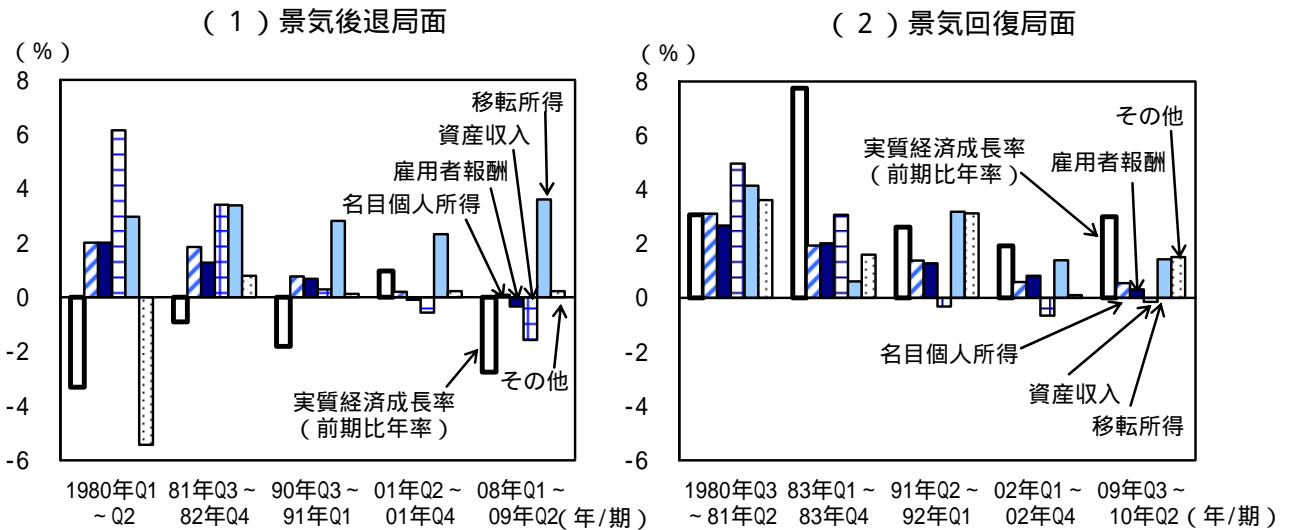 （１）景気後退局面
（％）
8
6
4
2
0
-2
-4
-6
移転所得
資産収入
雇用者報酬
名目個人所得
実質経済成長率
（前期比年率）
その他
1980年Q1
～Q2
81年Q3～
82年Q4
90年Q3～
91年Q1
01年Q2～
01年Q4
08年Q1～
09年Q2
（年/期）
（２）景気回復局面
（％）
8
6
4
2
0
-2
-4
-6
その他
実質経済成長率
（前期比年率）
雇用者報酬
名目個人所得
資産収入
移転所得
1980年Q3
～81年Q2
83年Q1～
83年Q4
91年Q2～
92年Q1
02年Q1～
02年Q4
09年Q3～
10年Q2
（年/期）